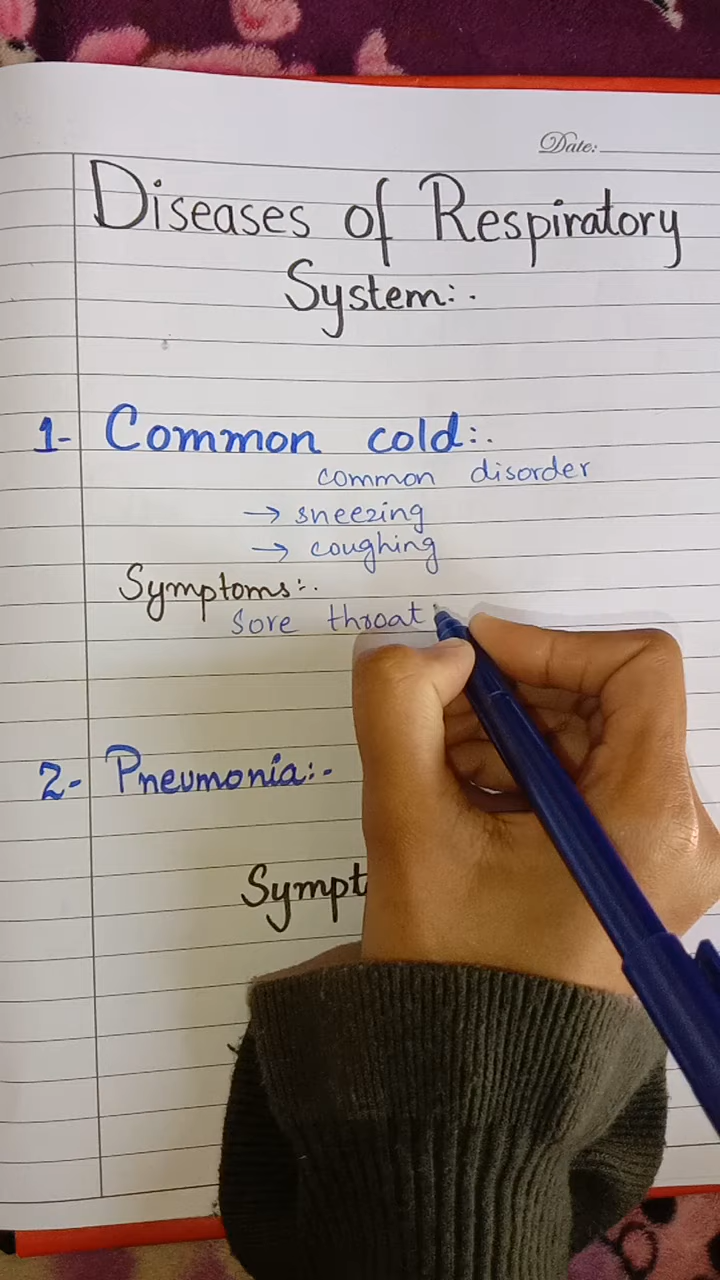 Date:
Diseases of Respiratory
System:.
1- Common cold:.
common disorder
→ sneezing
→ coughing
Symptoms:.
Sore throat
2- Pneumonia:-
Sympt